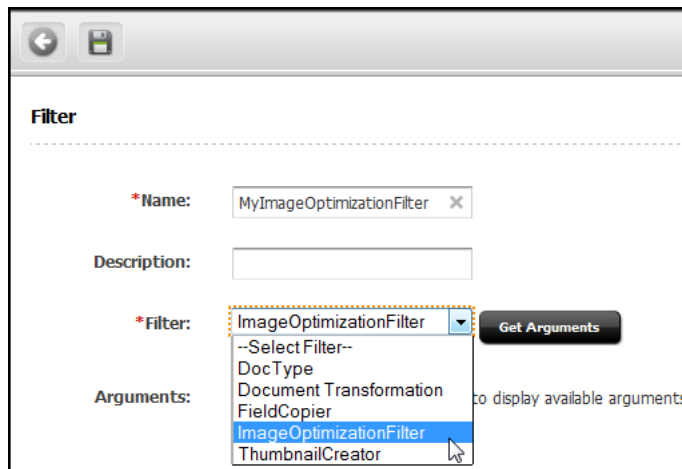 Filter
*Name: MyImageOptimizationFilter
Description:
*Filter: ImageOptimizationFilter Get Arguments
--Select Filter--
DocType
Document Transformation
Arguments: to display available arguments
FieldCopier
ImageOptimizationFilter
ThumbnailCreator